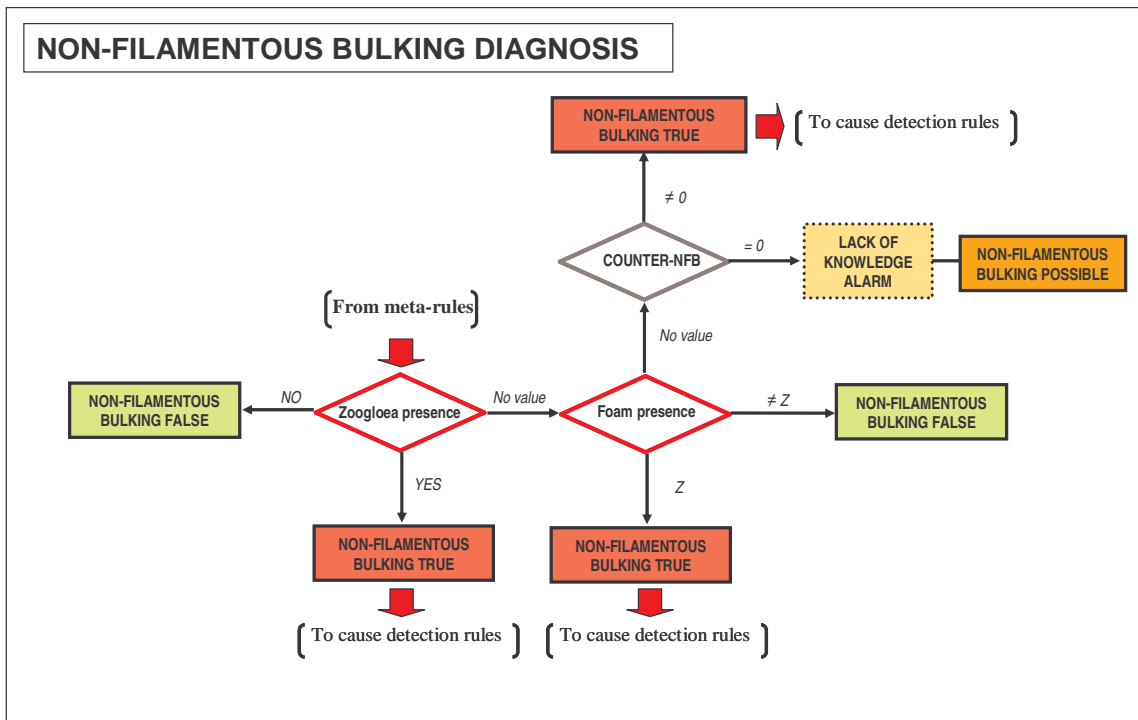 NON-FILAMENTOUS BULKING DIAGNOSIS
NON-FILAMENTOUS
BULKING TRUE
To cause detection rules
≠ 0
COUNTER-NFB
= 0
LACK OF
KNOWLEDGE
ALARM
NON-FILAMENTOUS
BULKING POSSIBLE
From meta-rules
No value
NON-FILAMENTOUS
BULKING FALSE
NO
Zoogloea presence
No value
Foam presence
≠ Z
NON-FILAMENTOUS
BULKING FALSE
YES
Z
NON-FILAMENTOUS
BULKING TRUE
NON-FILAMENTOUS
BULKING TRUE
To cause detection rules
To cause detection rules